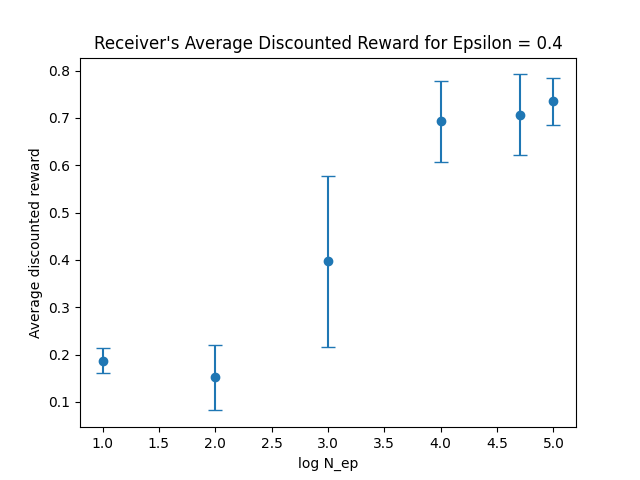 Receiver's Average Discounted Reward for Epsilon = 0.4
Average discounted reward
0.8
0.7
0.6
0.5
0.4
0.3
0.2
0.1
1.0 1.5 2.0 2.5 3.0 3.5 4.0 4.5 5.0
log N_ep